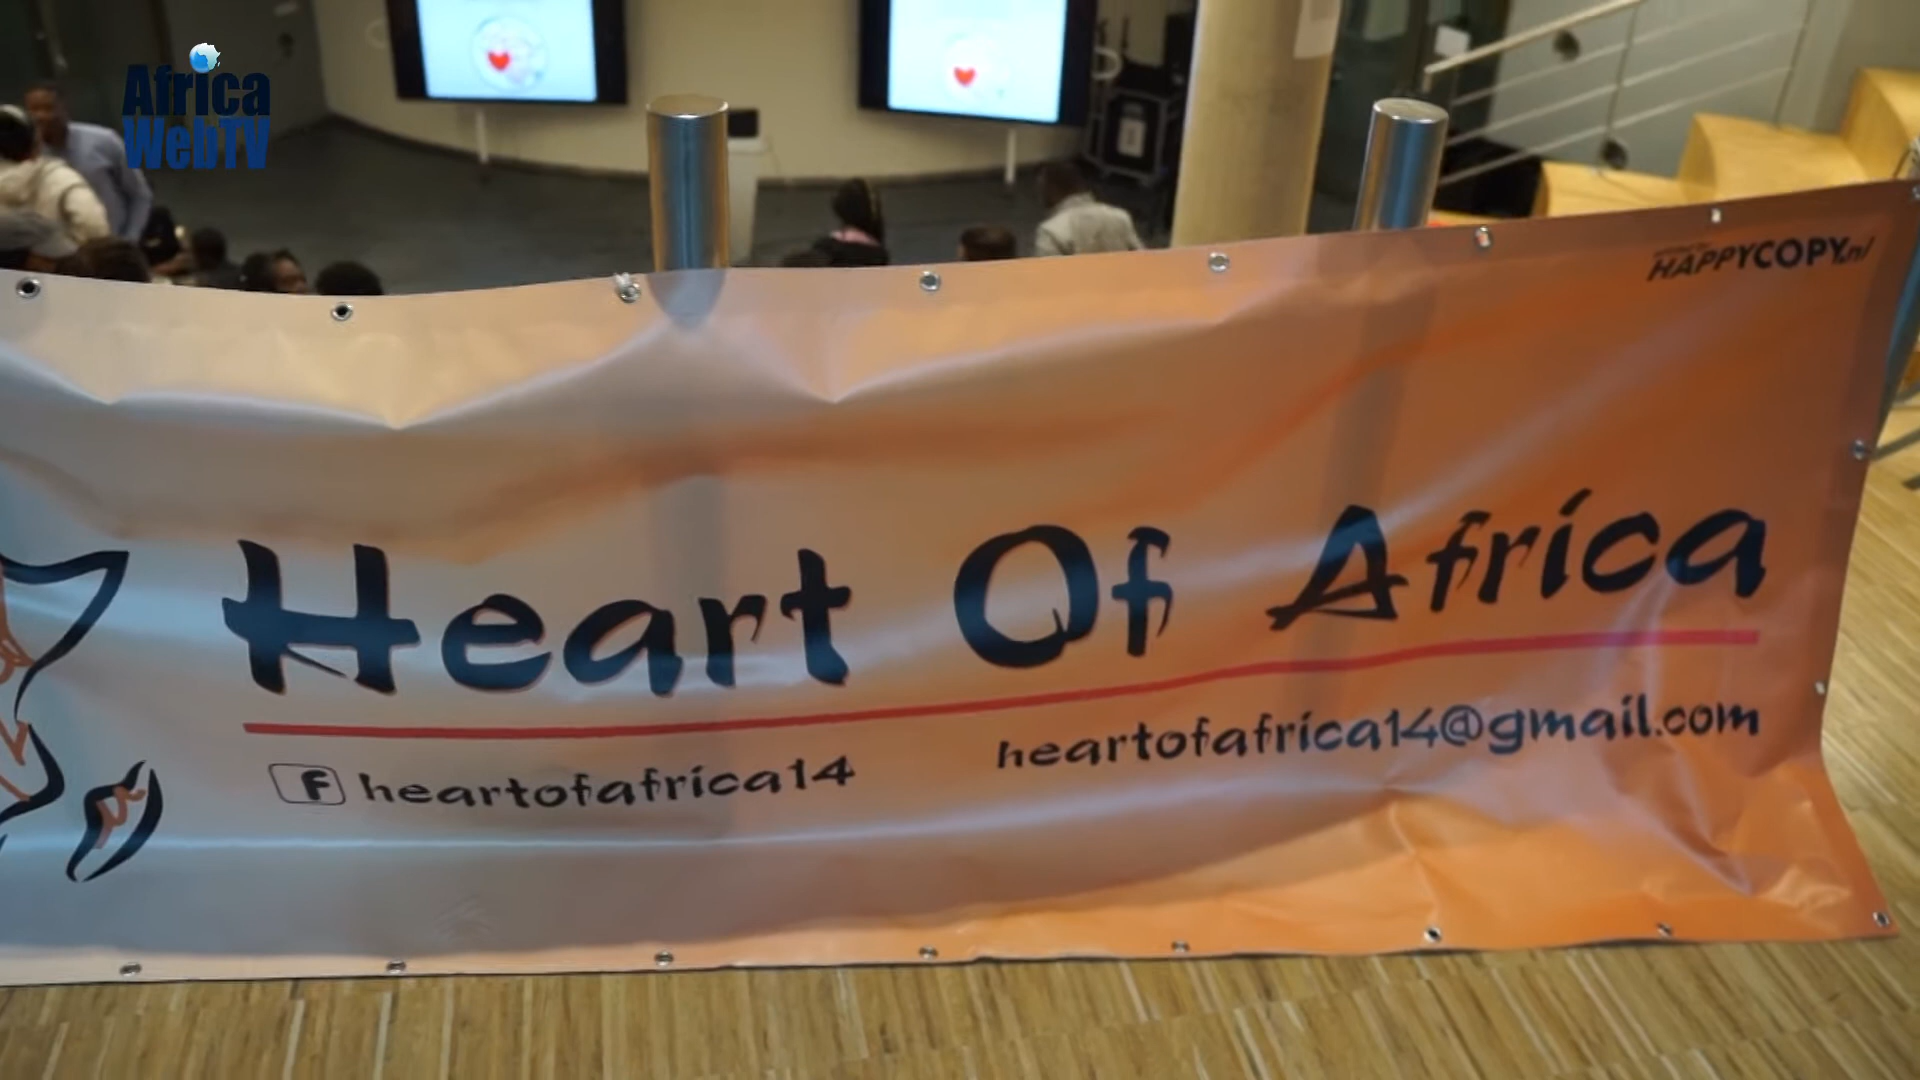 Africa
WebTV
HAPPYCOPY.nl
Heart Of Africa
f heartofafrica14
heartofafrica14@gmail.com